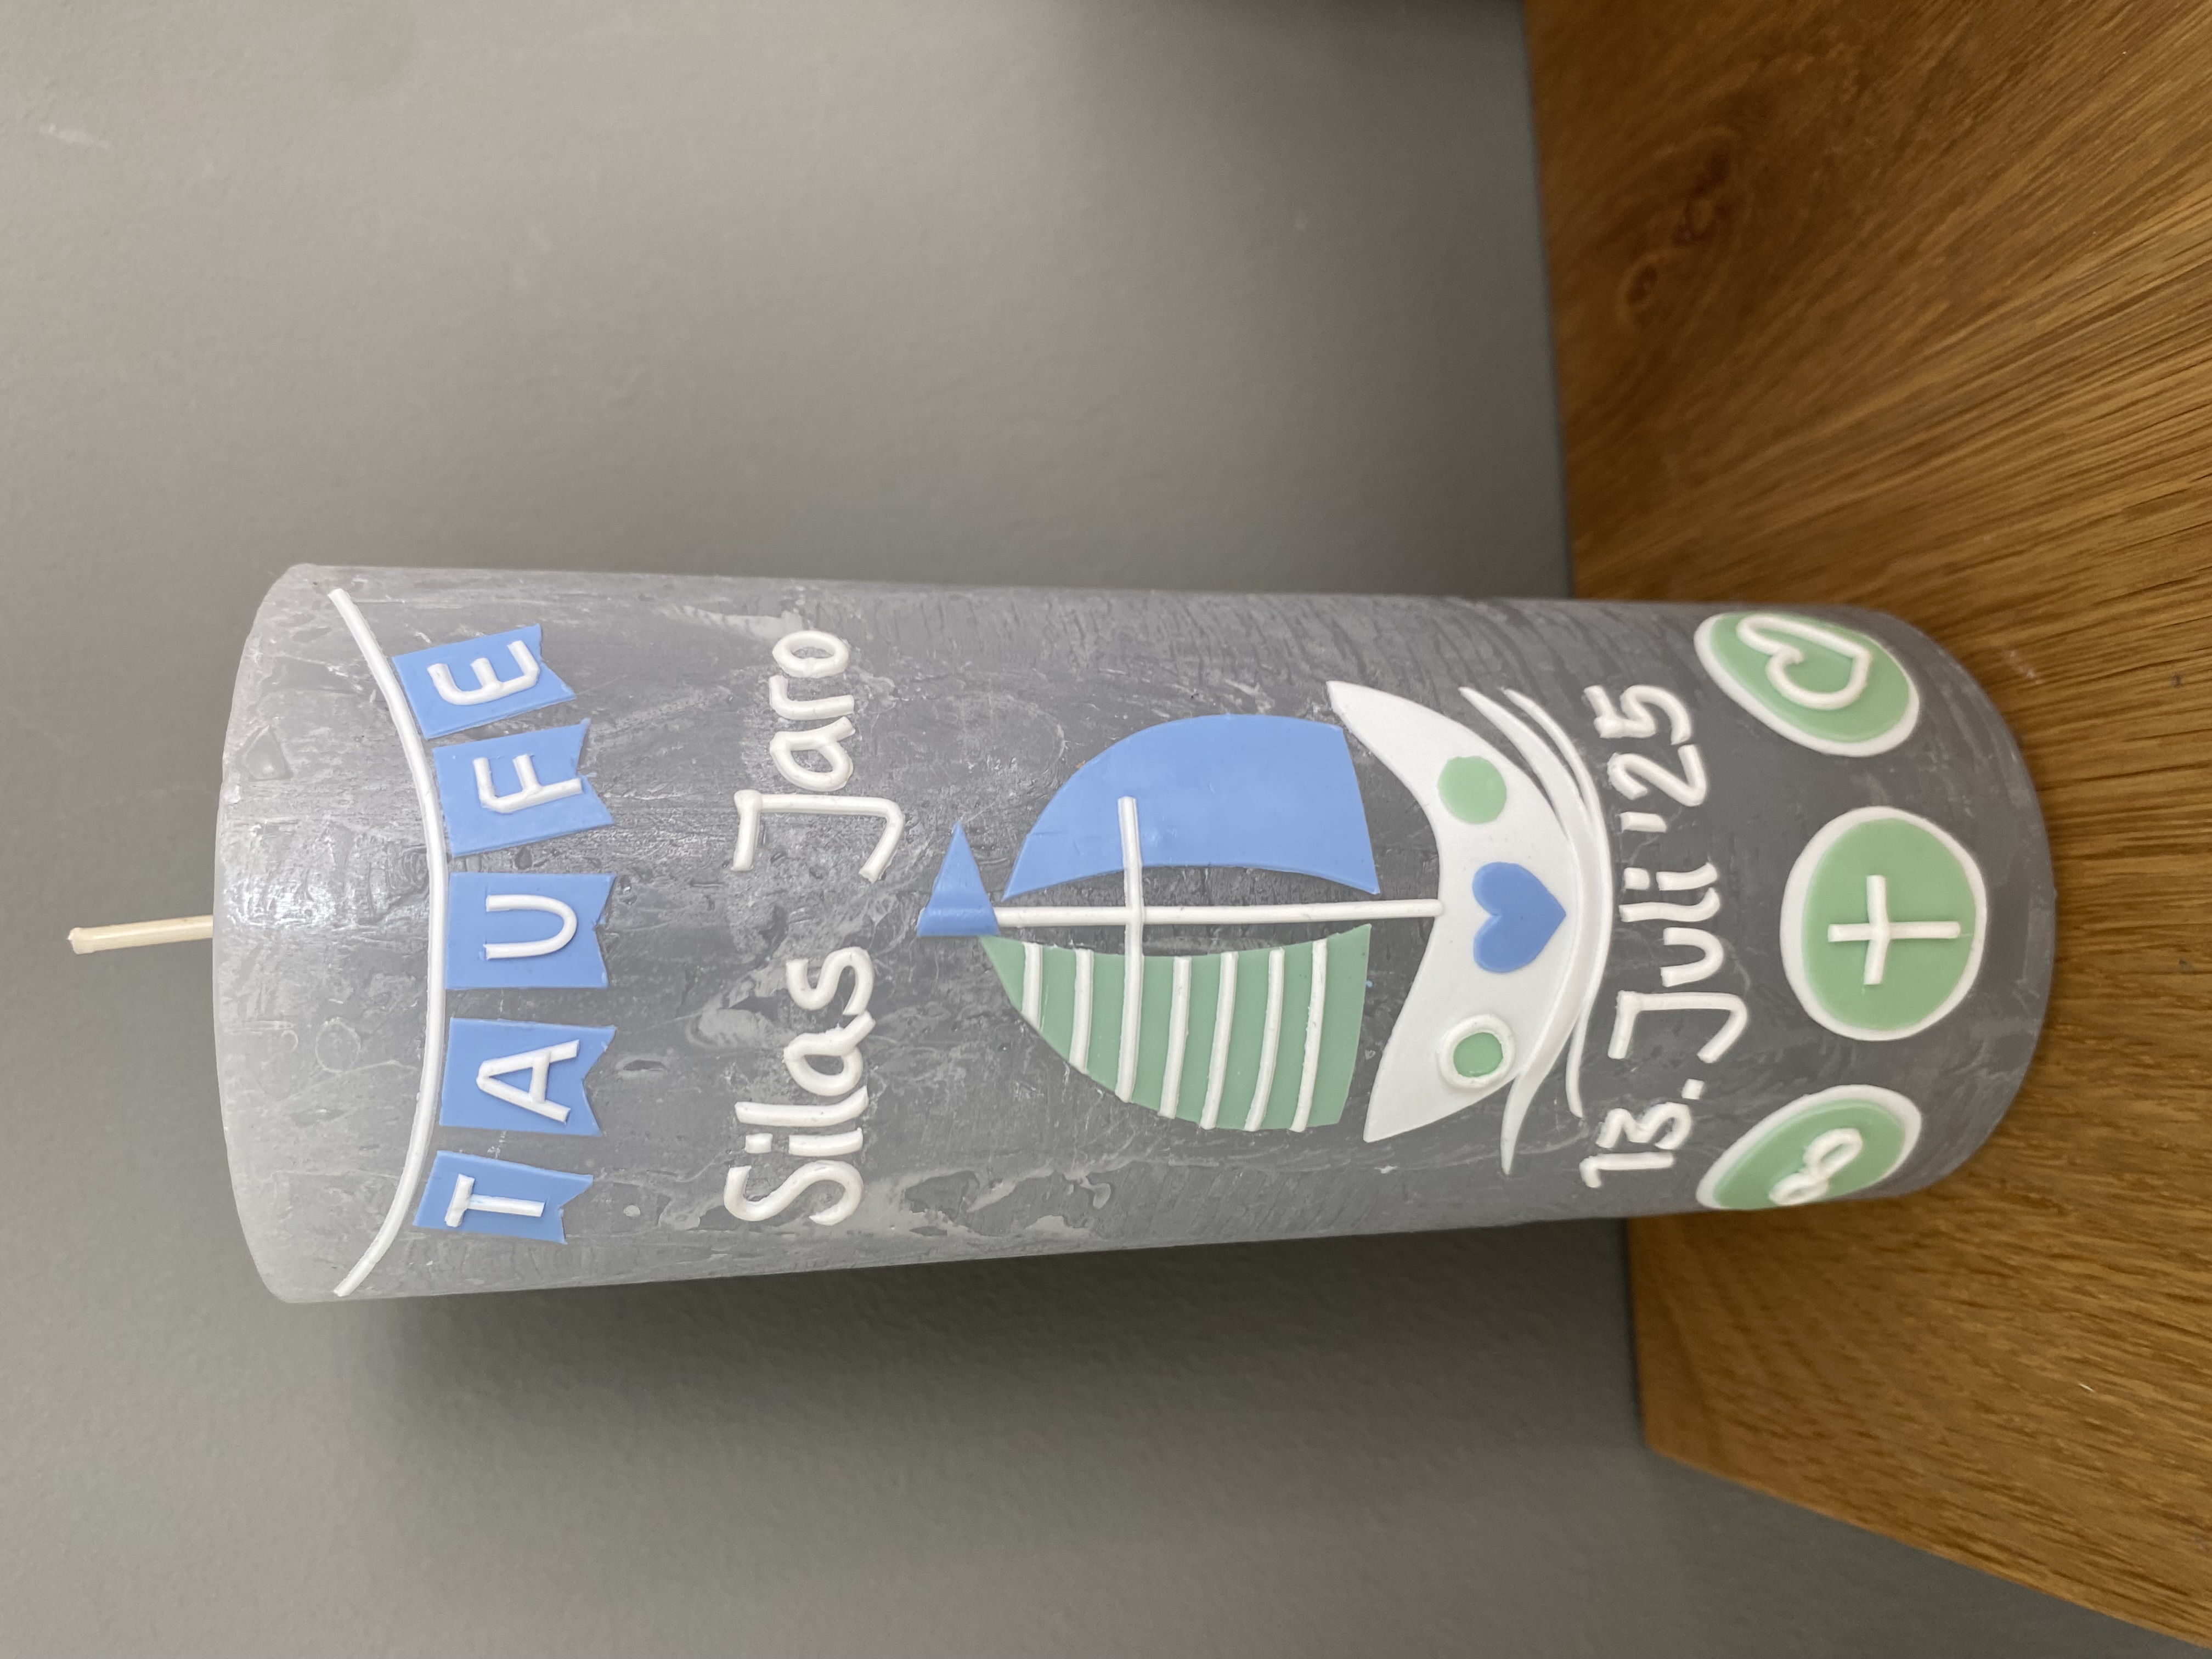 TAUFE
Silas Jaro
13. Juli '25